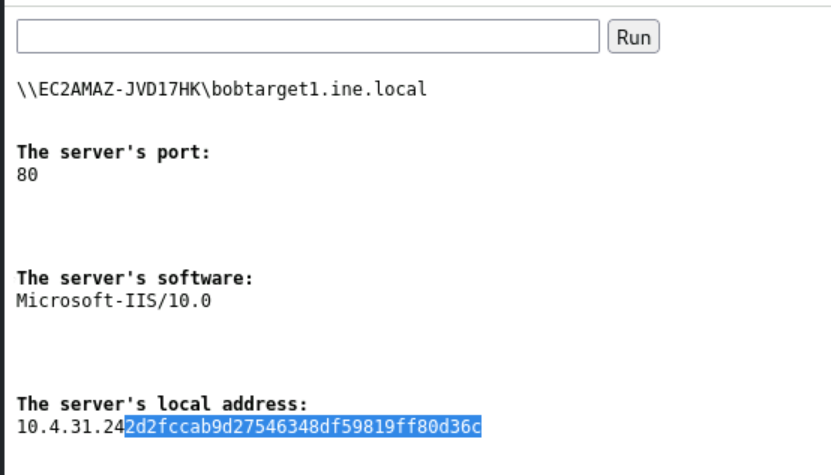 Run
\\EC2AMAZ-JVD17HK\bobtarget1.ine.local
The server's port:
80
The server's software:
Microsoft-IIS/10.0
The server's local address:
10.4.31.242d2fccab9d27546348df59819ff80d36c